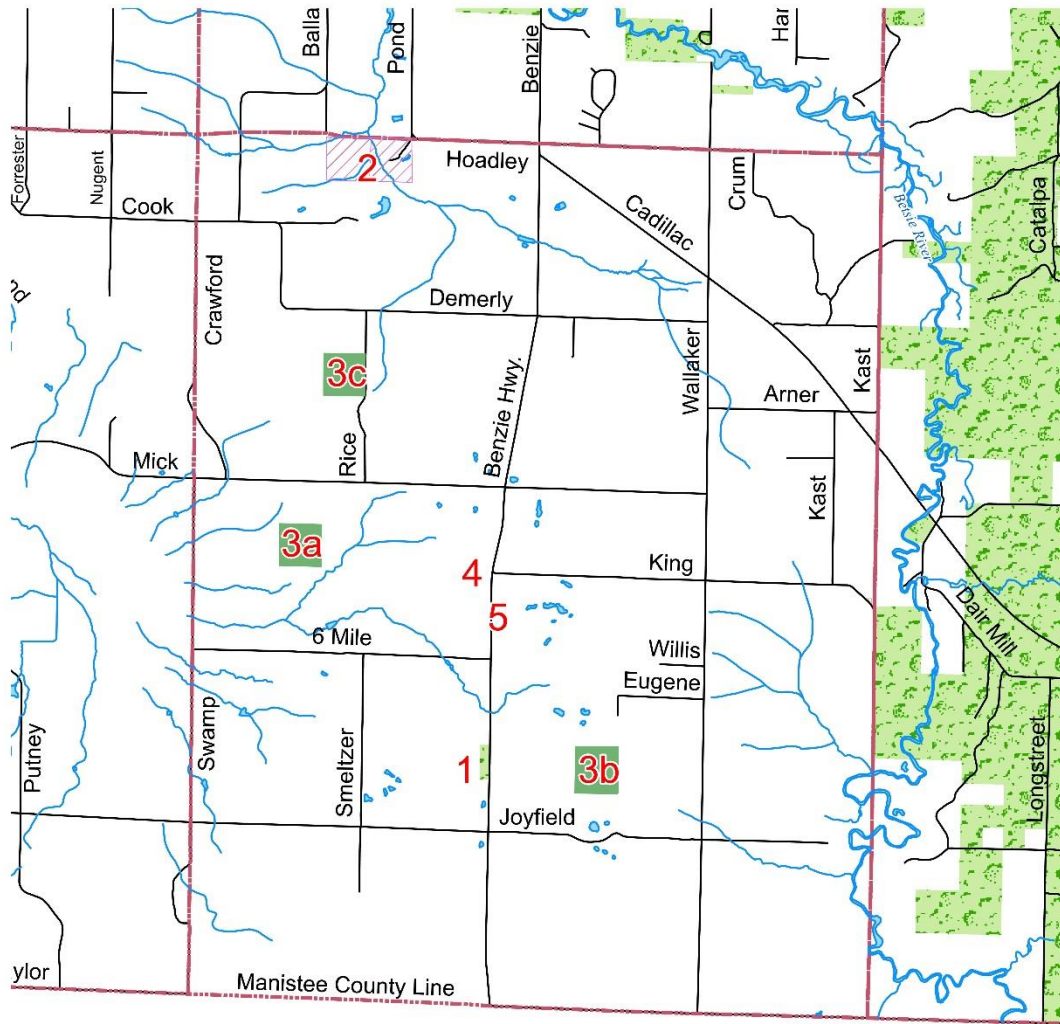 Balla
Pond
Benzie
Har
Forrester
Nugent
2
Hoadley
Crum
Cook
Cadillac
Betsie River
Catalpa
Crawford
Demerly
Wallaker
Kast
3c
Arner
Rice
Benzie Hwy.
Mick
Kast
3a
4
King
5
Dair Mill
6 Mile
Willis
Eugene
Putney
Swamp
Smeltzer
1
3b
Longstreet
Joyfield
ylor
Manistee County Line